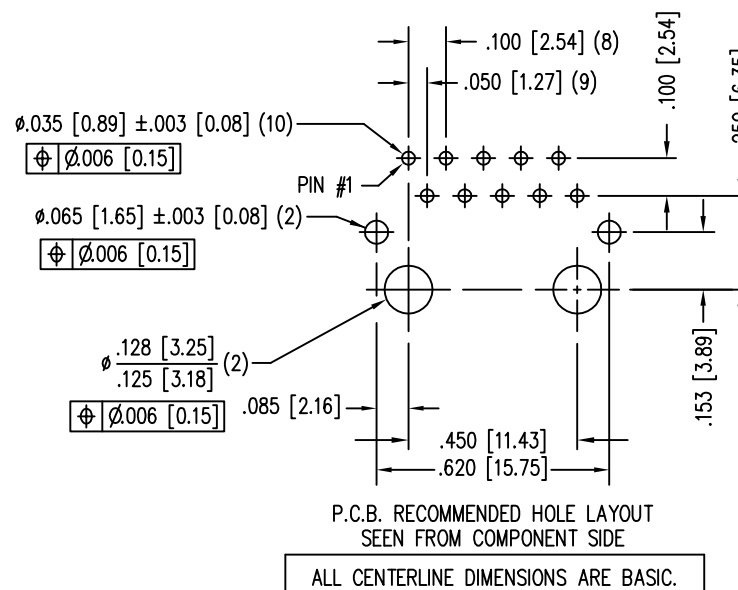 .100 [2.54] (8)
.050 [1.27] (9)
.100 [2.54]
ø.035 [0.89] ±.003 [0.08] (10)
⌖ Ø.006 [0.15]
PIN #1
ø.065 [1.65] ±.003 [0.08] (2)
⌖ Ø.006 [0.15]
ø .128 [3.25]
.125 [3.18] (2)
⌖ Ø.006 [0.15]
.085 [2.16]
.153 [3.89]
.450 [11.43]
.620 [15.75]
P.C.B. RECOMMENDED HOLE LAYOUT
SEEN FROM COMPONENT SIDE
ALL CENTERLINE DIMENSIONS ARE BASIC.